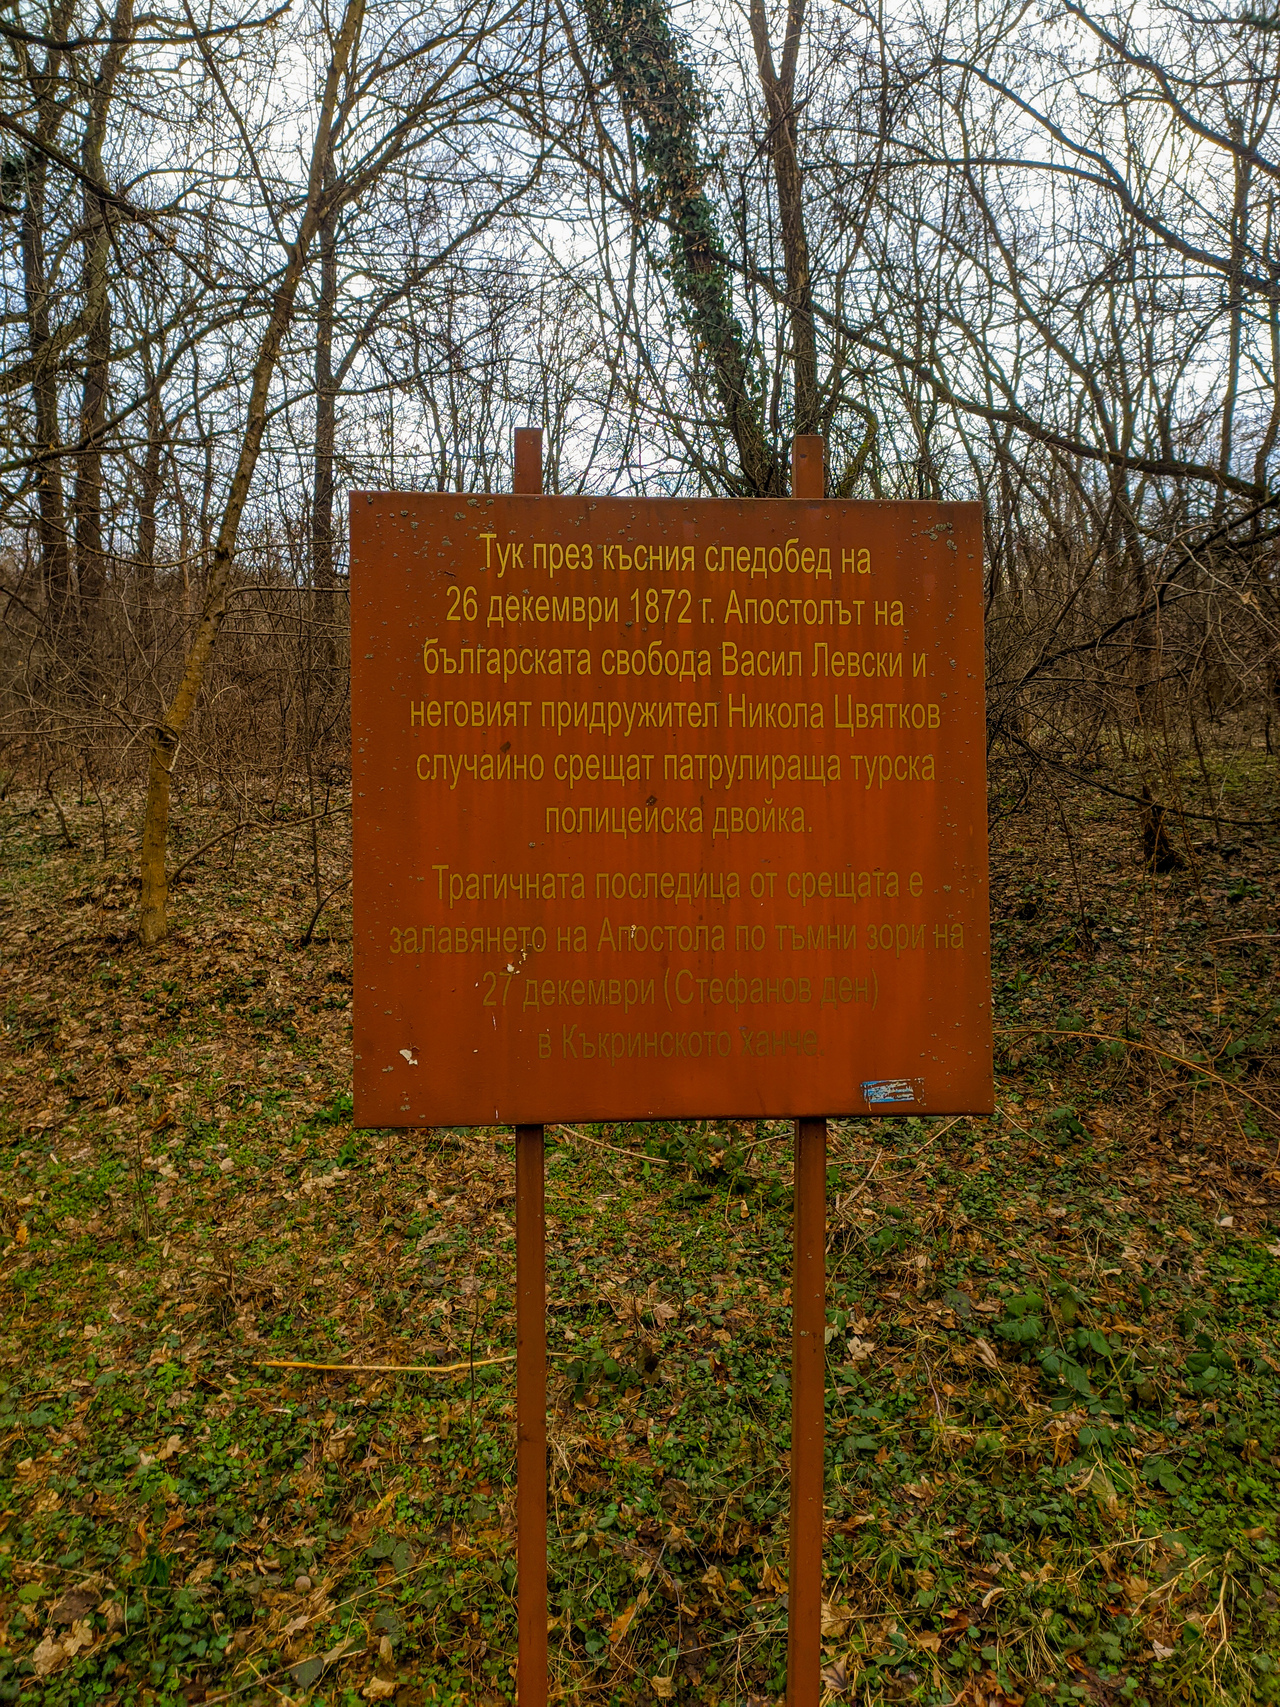 Тук през късния следобед на
26 декември 1872 г. Апостолът на
българската свобода Васил Левски и
неговият придружител Никола Цвятков
случайно срещат патрулираща турска
полицейска двойка.
Трагичната последица от срещата е
залавянето на Апостола по тъмни зори на
27 декември (Стефанов ден)
в Къкринското ханче.